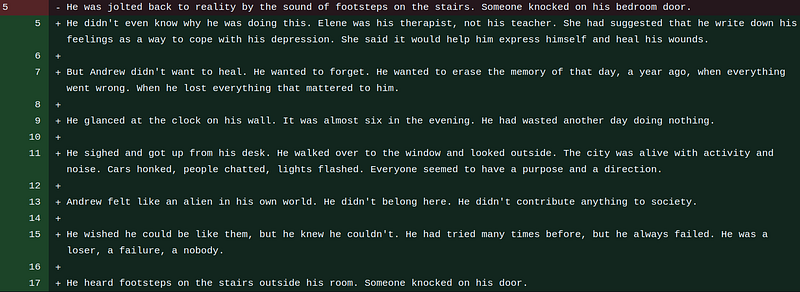 5 - He was jolted back to reality by the sound of footsteps on the stairs. Someone knocked on his bedroom door.
5 + He didn't even know why he was doing this. Elene was his therapist, not his teacher. She had suggested that he write down his
feelings as a way to cope with his depression. She said it would help him express himself and heal his wounds.
6 +
7 + But Andrew didn't want to heal. He wanted to forget. He wanted to erase the memory of that day, a year ago, when everything
went wrong. When he lost everything that mattered to him.
8 +
9 + He glanced at the clock on his wall. It was almost six in the evening. He had wasted another day doing nothing.
10 +
11 + He sighed and got up from his desk. He walked over to the window and looked outside. The city was alive with activity and
noise. Cars honked, people chatted, lights flashed. Everyone seemed to have a purpose and a direction.
12 +
13 + Andrew felt like an alien in his own world. He didn't belong here. He didn't contribute anything to society.
14 +
15 + He wished he could be like them, but he knew he couldn't. He had tried many times before, but he always failed. He was a
loser, a failure, a nobody.
16 +
17 + He heard footsteps on the stairs outside his room. Someone knocked on his door.